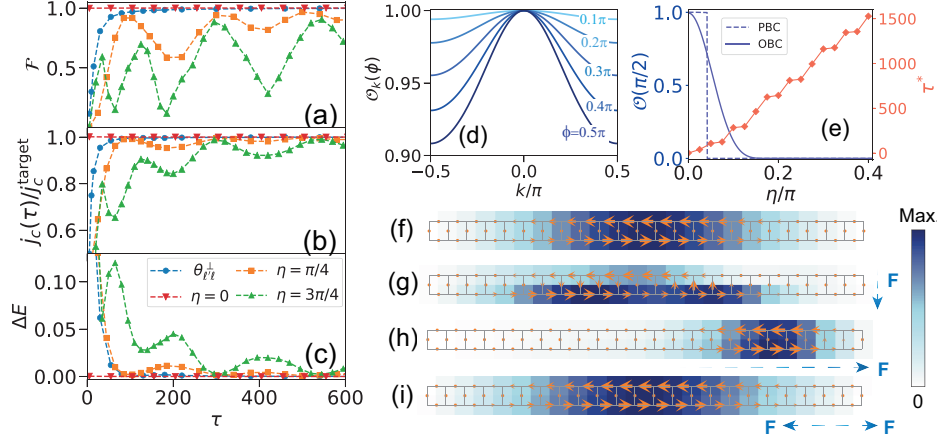 1.0
0.5
𝓕
(a)
1.0
0.8
0.6
j_c(τ)/j_c^target
(b)
θ^⊥_{ℓ'ℓ}
η = π/4
η = 0
η = 3π/4
0.10
0.05
0.00
ΔE
(c)
0 100 200 300 400 500 600
τ
1.00
0.95
0.90
𝒪_k(ϕ)
0.1π
0.2π
0.3π
0.4π
ϕ=0.5π
(d)
−0.5 0.0 0.5
k/π
1.0
0.5
0.0
𝒪(π/2)
PBC
OBC
(e)
1500
1000
500
0
τ*
0.0 0.2 0.4
η/π
(f)
(g)
F
(h)
F
(i)
F F
Max.
0